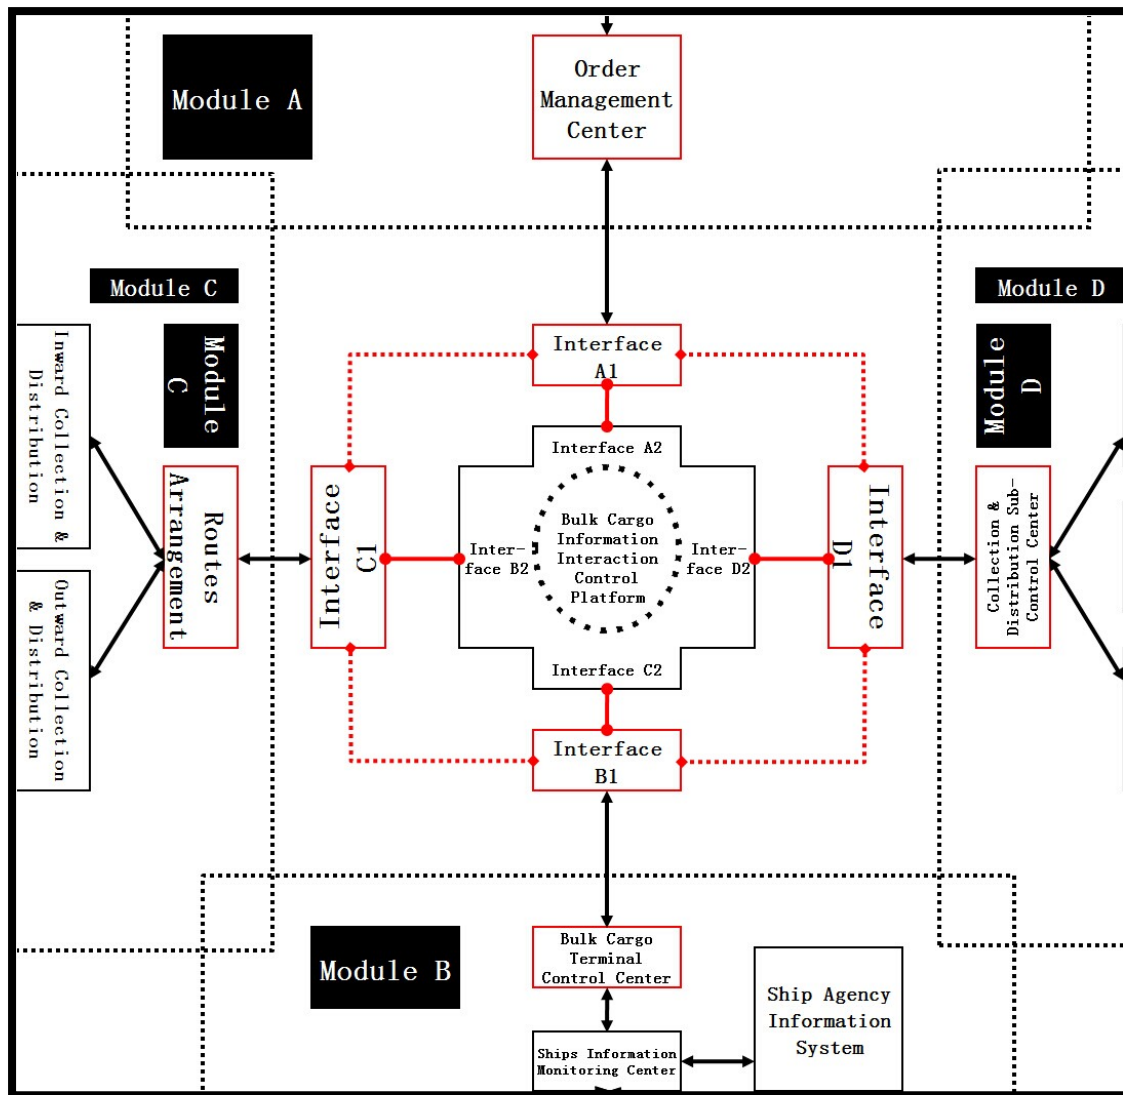 Module A
Order
Management
Center
Module C
Module D
Inward Collection &
Distribution
Module
C
Interface
A1
Module
D
Interface A2
Routes
Arrangement
Interface
C1
Inter-
face B2
Bulk Cargo
Information
Interaction
Control
Platform
Inter-
face D2
Interface
D1
Collection &
Distribution Sub-
Control Center
Outward Collection
& Distribution
Interface C2
Interface
B1
Module B
Bulk Cargo
Terminal
Control Center
Ship Agency
Information
System
Ships Information
Monitoring Center